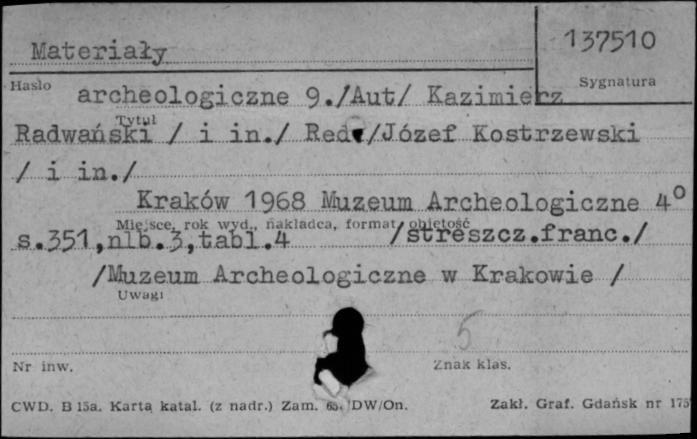 137510
Materiały
Hasło
Sygnatura
archeologiczne 9./Aut/ Kazimierz
Tytuł
Radwański / i in./ Red./Józef Kostrzewski
/ i in./
Kraków 1968 Muzeum Archeologiczne 4°
Miejsce, rok wyd., nakładca, format, objętość
s.351,nlb.3,tabl.4 /streszcz.franc./
/Muzeum Archeologiczne w Krakowie /
Uwagi
5
Nr inw.
Znak klas.
CWD. B 15a. Karta katal. (z nadr.) Zam. DW/On.
Zakł. Graf. Gdańsk nr 175